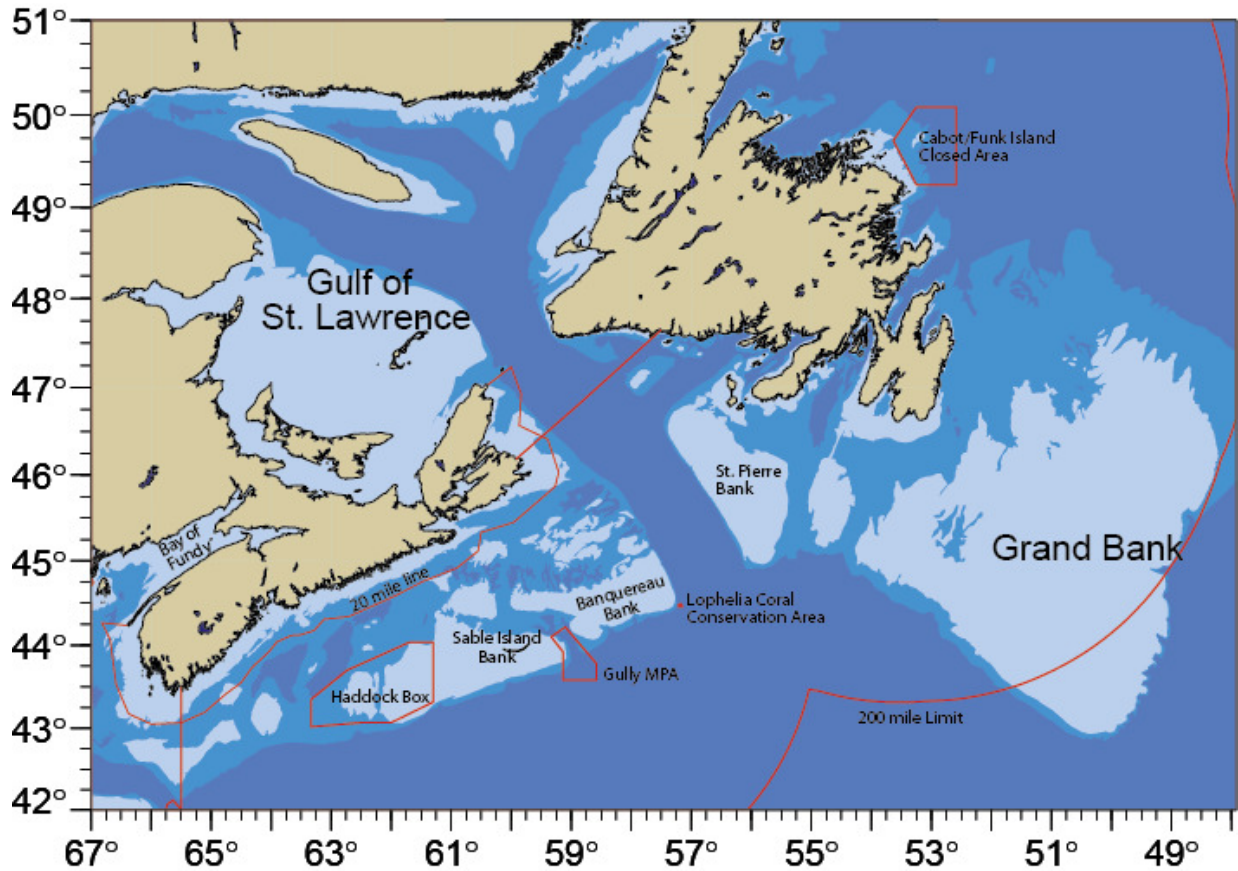 51°
50°
49°
48°
47°
46°
45°
44°
43°
42°
67°
65°
63°
61°
59°
57°
55°
53°
51°
49°
Cabot/Funk Island
Closed Area
Gulf of
St. Lawrence
St. Pierre
Bank
Grand Bank
Bay of
Fundy
20 mile line
Banquereau
Bank
Lophelia Coral
Conservation Area
Sable Island
Bank
Gully MPA
Haddock Box
200 mile Limit